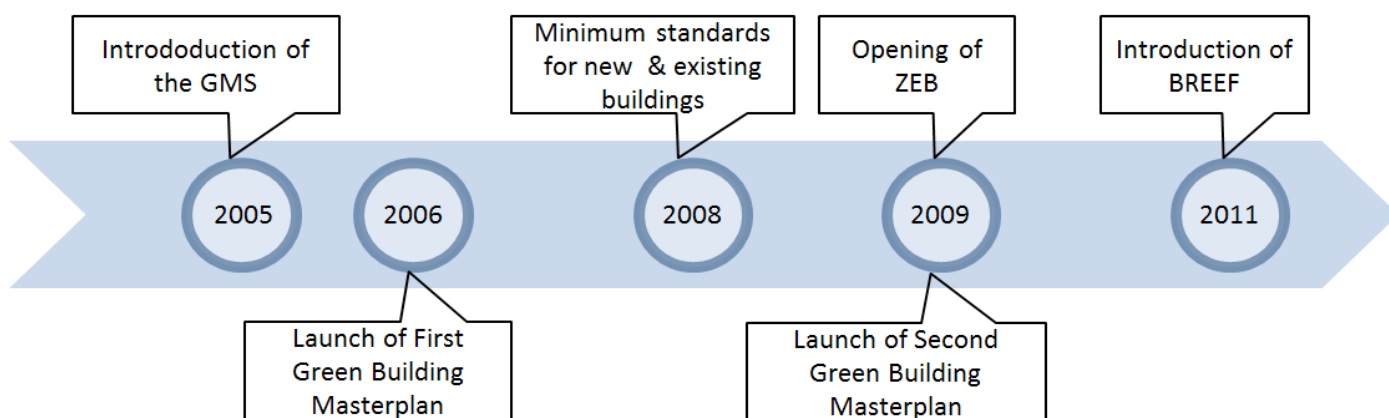 Intrododuction of
the GMS
Minimum standards
for new & existing
buildings
Opening of
ZEB
Introduction of
BREEF
2005
2006
2008
2009
2011
Launch of First
Green Building
Masterplan
Launch of Second
Green Building
Masterplan